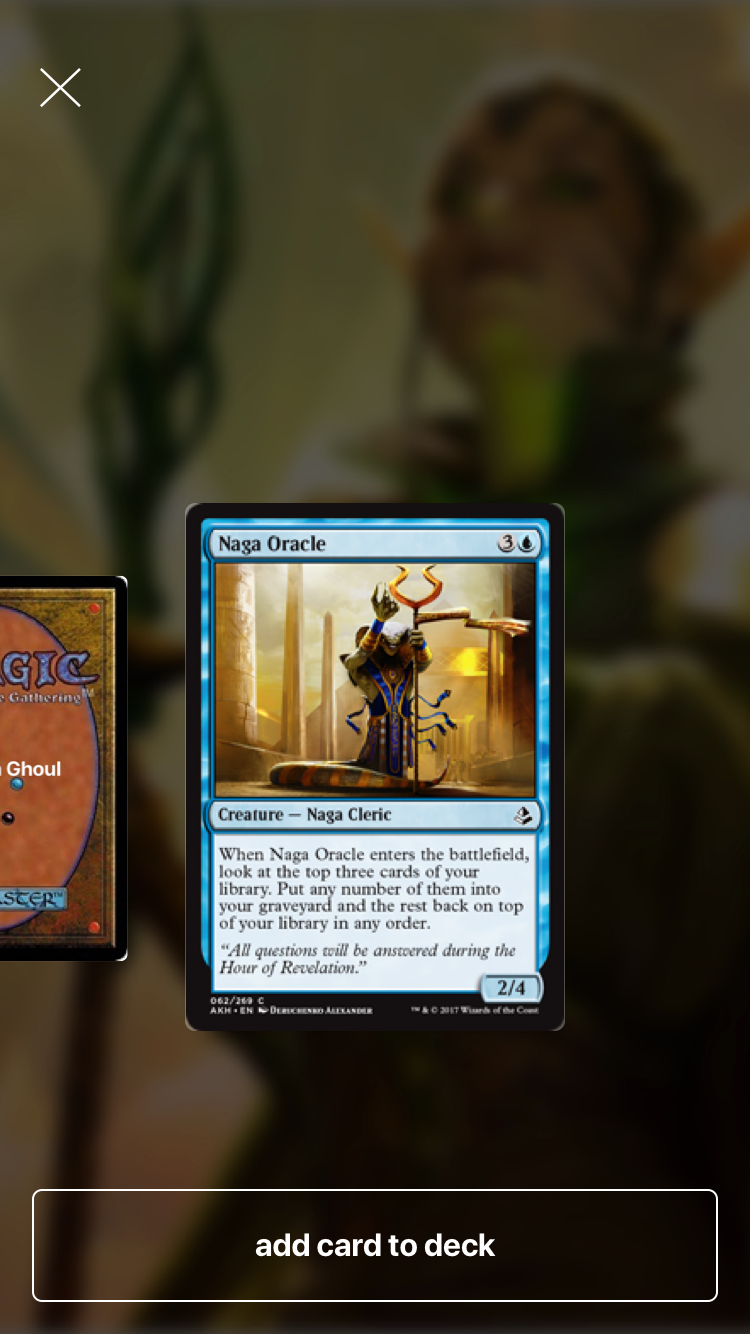 Naga Oracle
3
GIC
Gathering
Ghoul
Creature — Naga Cleric
When Naga Oracle enters the battlefield,
look at the top three cards of your
library. Put any number of them into
your graveyard and the rest back on top
of your library in any order.
“All questions will be answered during the
Hour of Revelation.”
2/4
062/269 C
AKH • EN Deruchenko Alexander
™ & © 2017 Wizards of the Coast
add card to deck